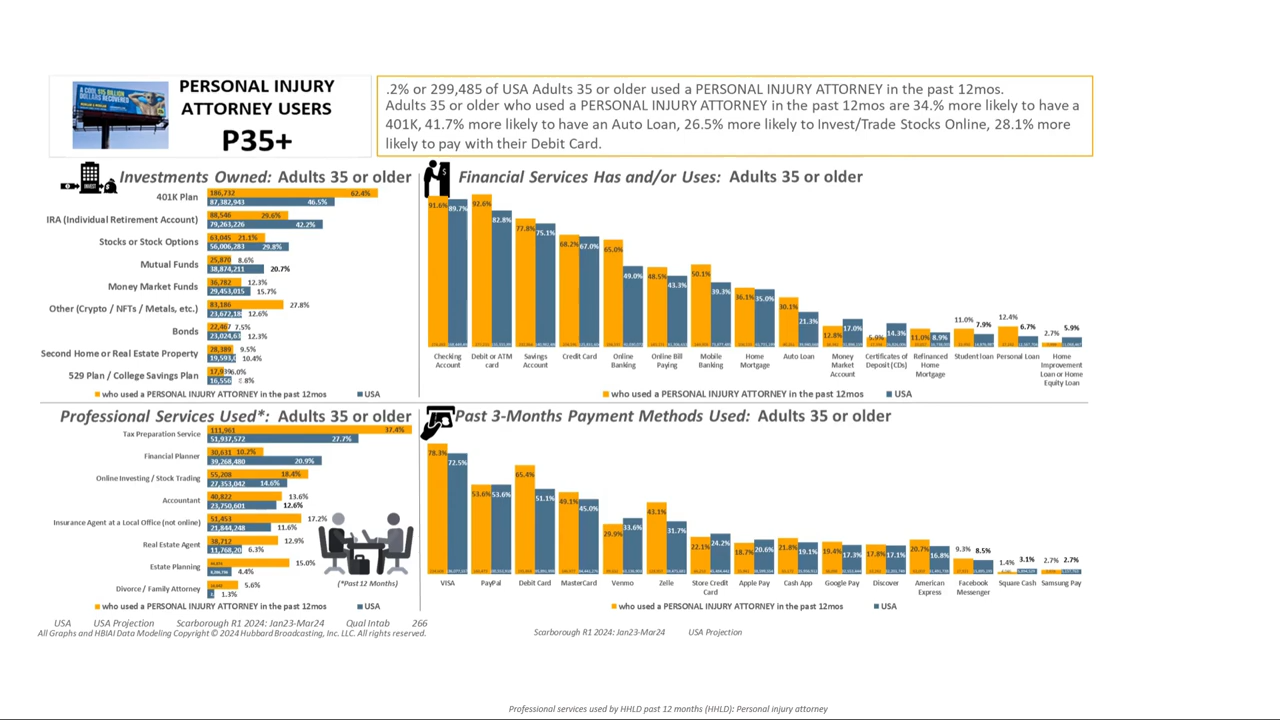 A COOL $15 BILLION
DOLLARS RECOVERED
PERSONAL INJURY
ATTORNEY USERS
P35+
.2% or 299,485 of USA Adults 35 or older used a PERSONAL INJURY ATTORNEY in the past 12mos.
Adults 35 or older who used a PERSONAL INJURY ATTORNEY in the past 12mos are 34.% more likely to have a
401K, 41.7% more likely to have an Auto Loan, 26.5% more likely to Invest/Trade Stocks Online, 28.1% more
likely to pay with their Debit Card.
INVEST
Investments Owned: Adults 35 or older
401K Plan 186,732 62.4%
87,382,943 46.5%
IRA (Individual Retirement Account) 88,546 29.6%
79,263,226 42.2%
Stocks or Stock Options 63,045 21.1%
56,006,283 29.8%
Mutual Funds 25,870 8.6%
38,874,211 20.7%
Money Market Funds 36,782 12.3%
29,453,015 15.7%
Other (Crypto / NFTs / Metals, etc.) 83,186 27.8%
23,672,18 12.6%
Bonds 22,467 7.5%
23,024,6 12.3%
Second Home or Real Estate Property 28,389 9.5%
19,593, 10.4%
529 Plan / College Savings Plan 17,9 6.0%
16,556 8%
who used a PERSONAL INJURY ATTORNEY in the past 12mos USA
$
Financial Services Has and/or Uses: Adults 35 or older
91.6% 89.7% 92.6% 82.8% 77.8% 75.1% 68.2% 67.0% 65.0% 49.0% 48.5% 43.3% 50.1% 39.3% 36.1% 35.0% 30.1% 21.3% 12.8% 17.0% 5.9% 14.3% 11.0% 8.9% 11.0% 7.9% 12.4% 6.7% 2.7% 5.9%
Checking Account
Debit or ATM card
Savings Account
Credit Card
Online Banking
Online Bill Paying
Mobile Banking
Home Mortgage
Auto Loan
Money Market Account
Certificates of Deposit (CDs)
Refinanced Home Mortgage
Student loan
Personal Loan
Home Improvement Loan or Home Equity Loan
who used a PERSONAL INJURY ATTORNEY in the past 12mos USA
Professional Services Used*: Adults 35 or older
Tax Preparation Service 111,961 37.4%
51,937,572 27.7%
Financial Planner 30,631 10.2%
39,268,480 20.9%
Online Investing / Stock Trading 55,208 18.4%
27,353,042 14.6%
Accountant 40,822 13.6%
23,750,601 12.6%
Insurance Agent at a Local Office (not online) 51,453 17.2%
21,844,248 11.6%
Real Estate Agent 38,712 12.9%
11,768,20 6.3%
Estate Planning 15.0%
4.4%
Divorce / Family Attorney 5.6%
1.3%
(*Past 12 Months)
who used a PERSONAL INJURY ATTORNEY in the past 12mos USA
Past 3-Months Payment Methods Used: Adults 35 or older
78.3% 72.5% 53.6% 53.6% 65.4% 51.1% 49.1% 45.0% 29.9% 33.6% 43.1% 31.7% 22.1% 24.2% 18.7% 20.6% 21.8% 19.1% 19.4% 17.3% 17.8% 17.1% 20.7% 16.8% 9.3% 8.5% 1.4% 3.1% 2.7% 2.7%
VISA
PayPal
Debit Card
MasterCard
Venmo
Zelle
Store Credit Card
Apple Pay
Cash App
Google Pay
Discover
American Express
Facebook Messenger
Square Cash
Samsung Pay
who used a PERSONAL INJURY ATTORNEY in the past 12mos USA
USA USA Projection Scarborough R1 2024: Jan23-Mar24 Qual Intab 266
All Graphs and HBIAI Data Modeling Copyright © 2024 Hubbard Broadcasting, Inc. LLC. All rights reserved.
Scarborough R1 2024: Jan23-Mar24 USA Projection
Professional services used by HHLD past 12 months (HHLD): Personal injury attorney